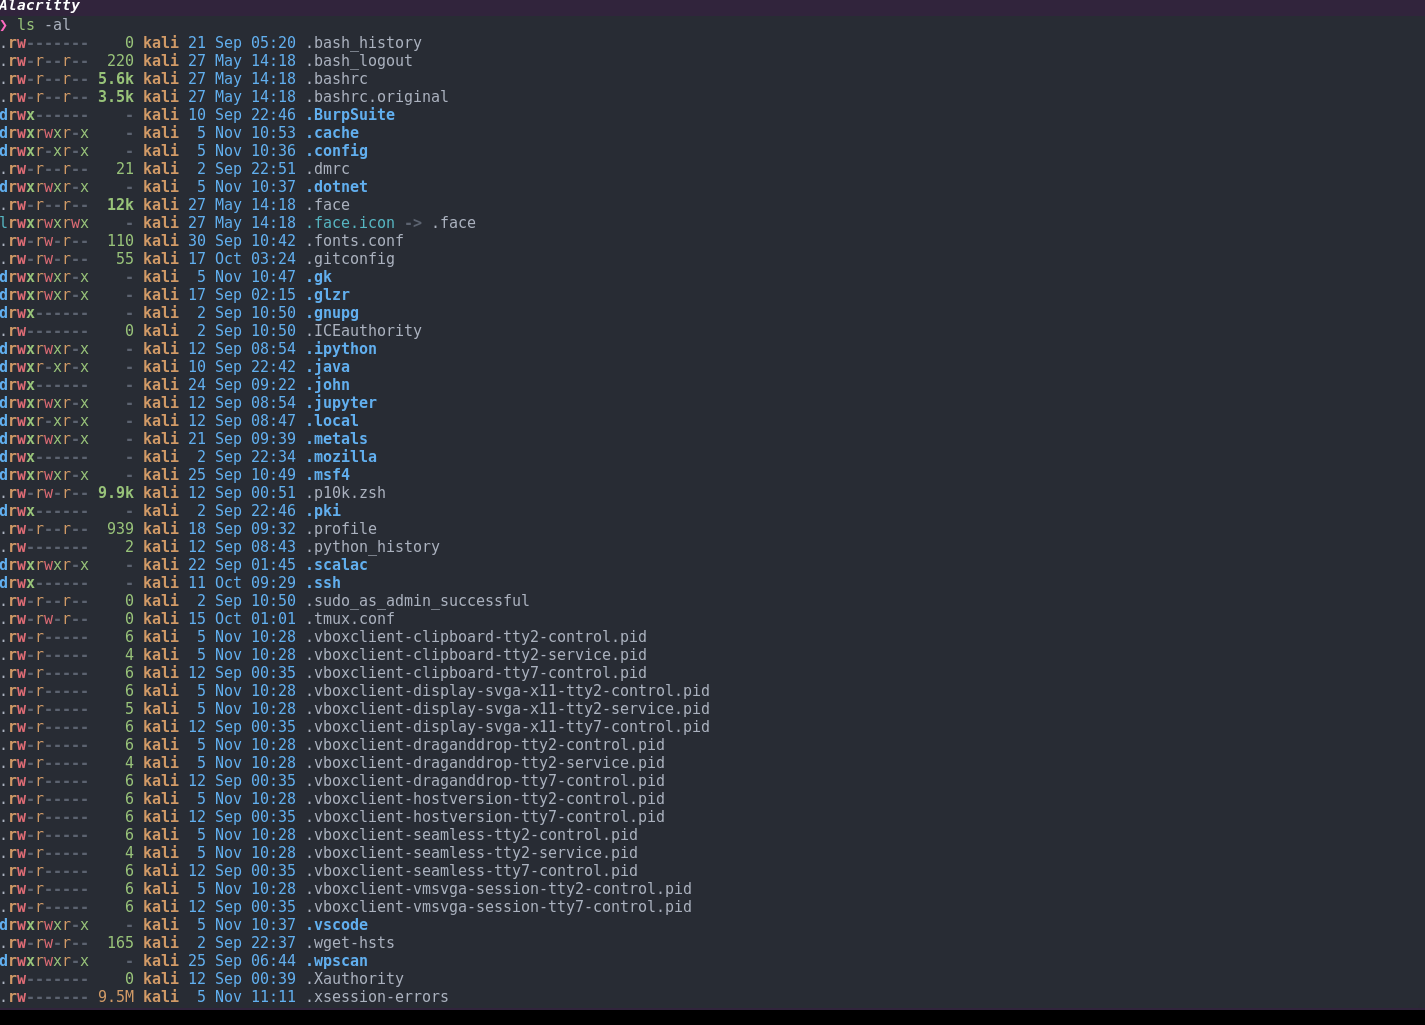 Alacritty
❯ ls -al
.rw-------    0 kali 21 Sep 05:20 .bash_history
.rw-r--r--  220 kali 27 May 14:18 .bash_logout
.rw-r--r-- 5.6k kali 27 May 14:18 .bashrc
.rw-r--r-- 3.5k kali 27 May 14:18 .bashrc.original
drwx------    - kali 10 Sep 22:46 .BurpSuite
drwxrwxr-x    - kali  5 Nov 10:53 .cache
drwxr-xr-x    - kali  5 Nov 10:36 .config
.rw-r--r--   21 kali  2 Sep 22:51 .dmrc
drwxrwxr-x    - kali  5 Nov 10:37 .dotnet
.rw-r--r--  12k kali 27 May 14:18 .face
lrwxrwxrwx    - kali 27 May 14:18 .face.icon -> .face
.rw-rw-r--  110 kali 30 Sep 10:42 .fonts.conf
.rw-rw-r--   55 kali 17 Oct 03:24 .gitconfig
drwxrwxr-x    - kali  5 Nov 10:47 .gk
drwxrwxr-x    - kali 17 Sep 02:15 .glzr
drwx------    - kali  2 Sep 10:50 .gnupg
.rw-------    0 kali  2 Sep 10:50 .ICEauthority
drwxrwxr-x    - kali 12 Sep 08:54 .ipython
drwxr-xr-x    - kali 10 Sep 22:42 .java
drwx------    - kali 24 Sep 09:22 .john
drwxrwxr-x    - kali 12 Sep 08:54 .jupyter
drwxr-xr-x    - kali 12 Sep 08:47 .local
drwxrwxr-x    - kali 21 Sep 09:39 .metals
drwx------    - kali  2 Sep 22:34 .mozilla
drwxrwxr-x    - kali 25 Sep 10:49 .msf4
.rw-rw-r-- 9.9k kali 12 Sep 00:51 .p10k.zsh
drwx------    - kali  2 Sep 22:46 .pki
.rw-r--r--  939 kali 18 Sep 09:32 .profile
.rw-------    2 kali 12 Sep 08:43 .python_history
drwxrwxr-x    - kali 22 Sep 01:45 .scalac
drwx------    - kali 11 Oct 09:29 .ssh
.rw-r--r--    0 kali  2 Sep 10:50 .sudo_as_admin_successful
.rw-rw-r--    0 kali 15 Oct 01:01 .tmux.conf
.rw-r-----    6 kali  5 Nov 10:28 .vboxclient-clipboard-tty2-control.pid
.rw-r-----    4 kali  5 Nov 10:28 .vboxclient-clipboard-tty2-service.pid
.rw-r-----    6 kali 12 Sep 00:35 .vboxclient-clipboard-tty7-control.pid
.rw-r-----    6 kali  5 Nov 10:28 .vboxclient-display-svga-x11-tty2-control.pid
.rw-r-----    5 kali  5 Nov 10:28 .vboxclient-display-svga-x11-tty2-service.pid
.rw-r-----    6 kali 12 Sep 00:35 .vboxclient-display-svga-x11-tty7-control.pid
.rw-r-----    6 kali  5 Nov 10:28 .vboxclient-draganddrop-tty2-control.pid
.rw-r-----    4 kali  5 Nov 10:28 .vboxclient-draganddrop-tty2-service.pid
.rw-r-----    6 kali 12 Sep 00:35 .vboxclient-draganddrop-tty7-control.pid
.rw-r-----    6 kali  5 Nov 10:28 .vboxclient-hostversion-tty2-control.pid
.rw-r-----    6 kali 12 Sep 00:35 .vboxclient-hostversion-tty7-control.pid
.rw-r-----    6 kali  5 Nov 10:28 .vboxclient-seamless-tty2-control.pid
.rw-r-----    4 kali  5 Nov 10:28 .vboxclient-seamless-tty2-service.pid
.rw-r-----    6 kali 12 Sep 00:35 .vboxclient-seamless-tty7-control.pid
.rw-r-----    6 kali  5 Nov 10:28 .vboxclient-vmsvga-session-tty2-control.pid
.rw-r-----    6 kali 12 Sep 00:35 .vboxclient-vmsvga-session-tty7-control.pid
drwxrwxr-x    - kali  5 Nov 10:37 .vscode
.rw-rw-r--  165 kali  2 Sep 22:37 .wget-hsts
drwxrwxr-x    - kali 25 Sep 06:44 .wpscan
.rw-------    0 kali 12 Sep 00:39 .Xauthority
.rw------- 9.5M kali  5 Nov 11:11 .xsession-errors